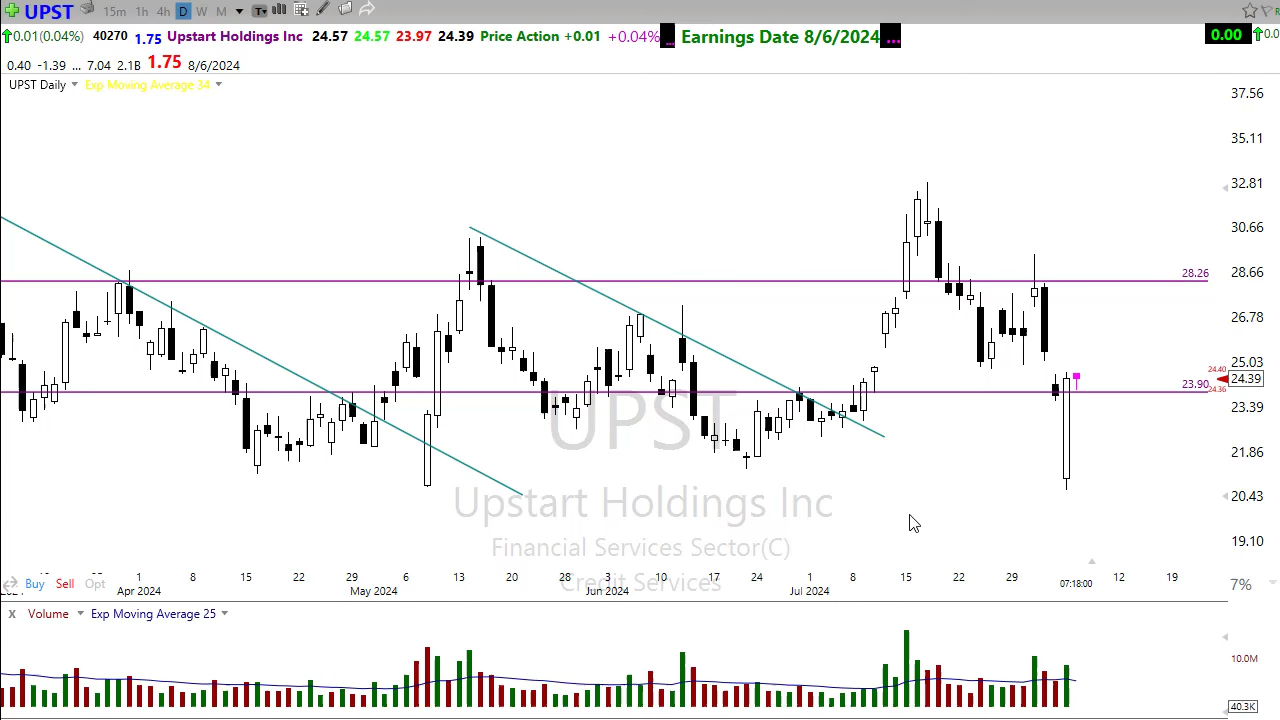 UPST 15m 1h 4h D W M T
0.01(0.04%) 40270 1.75 Upstart Holdings Inc 24.57 24.57 23.97 24.39 Price Action +0.01 +0.04% ... Earnings Date 8/6/2024 ... 0.00 0.0
0.40 -1.39 ... 7.04 2.1B 1.75 8/6/2024
UPST Daily Exp Moving Average 34
37.56
35.11
32.81
30.66
28.26
28.66
26.78
25.03
24.40
24.39
23.90 24.36
23.39
UPST
21.86
Upstart Holdings Inc
20.43
Financial Services Sector(C)
19.10
Credit Services
Buy Sell Opt
1 8 15 22 29 6 13 20 28 3 10 17 24 1 8 15 22 29 12 19
7%
Apr 2024 May 2024 Jun 2024 Jul 2024 07:18:00
X Volume Exp Moving Average 25
10.0M
40.3K